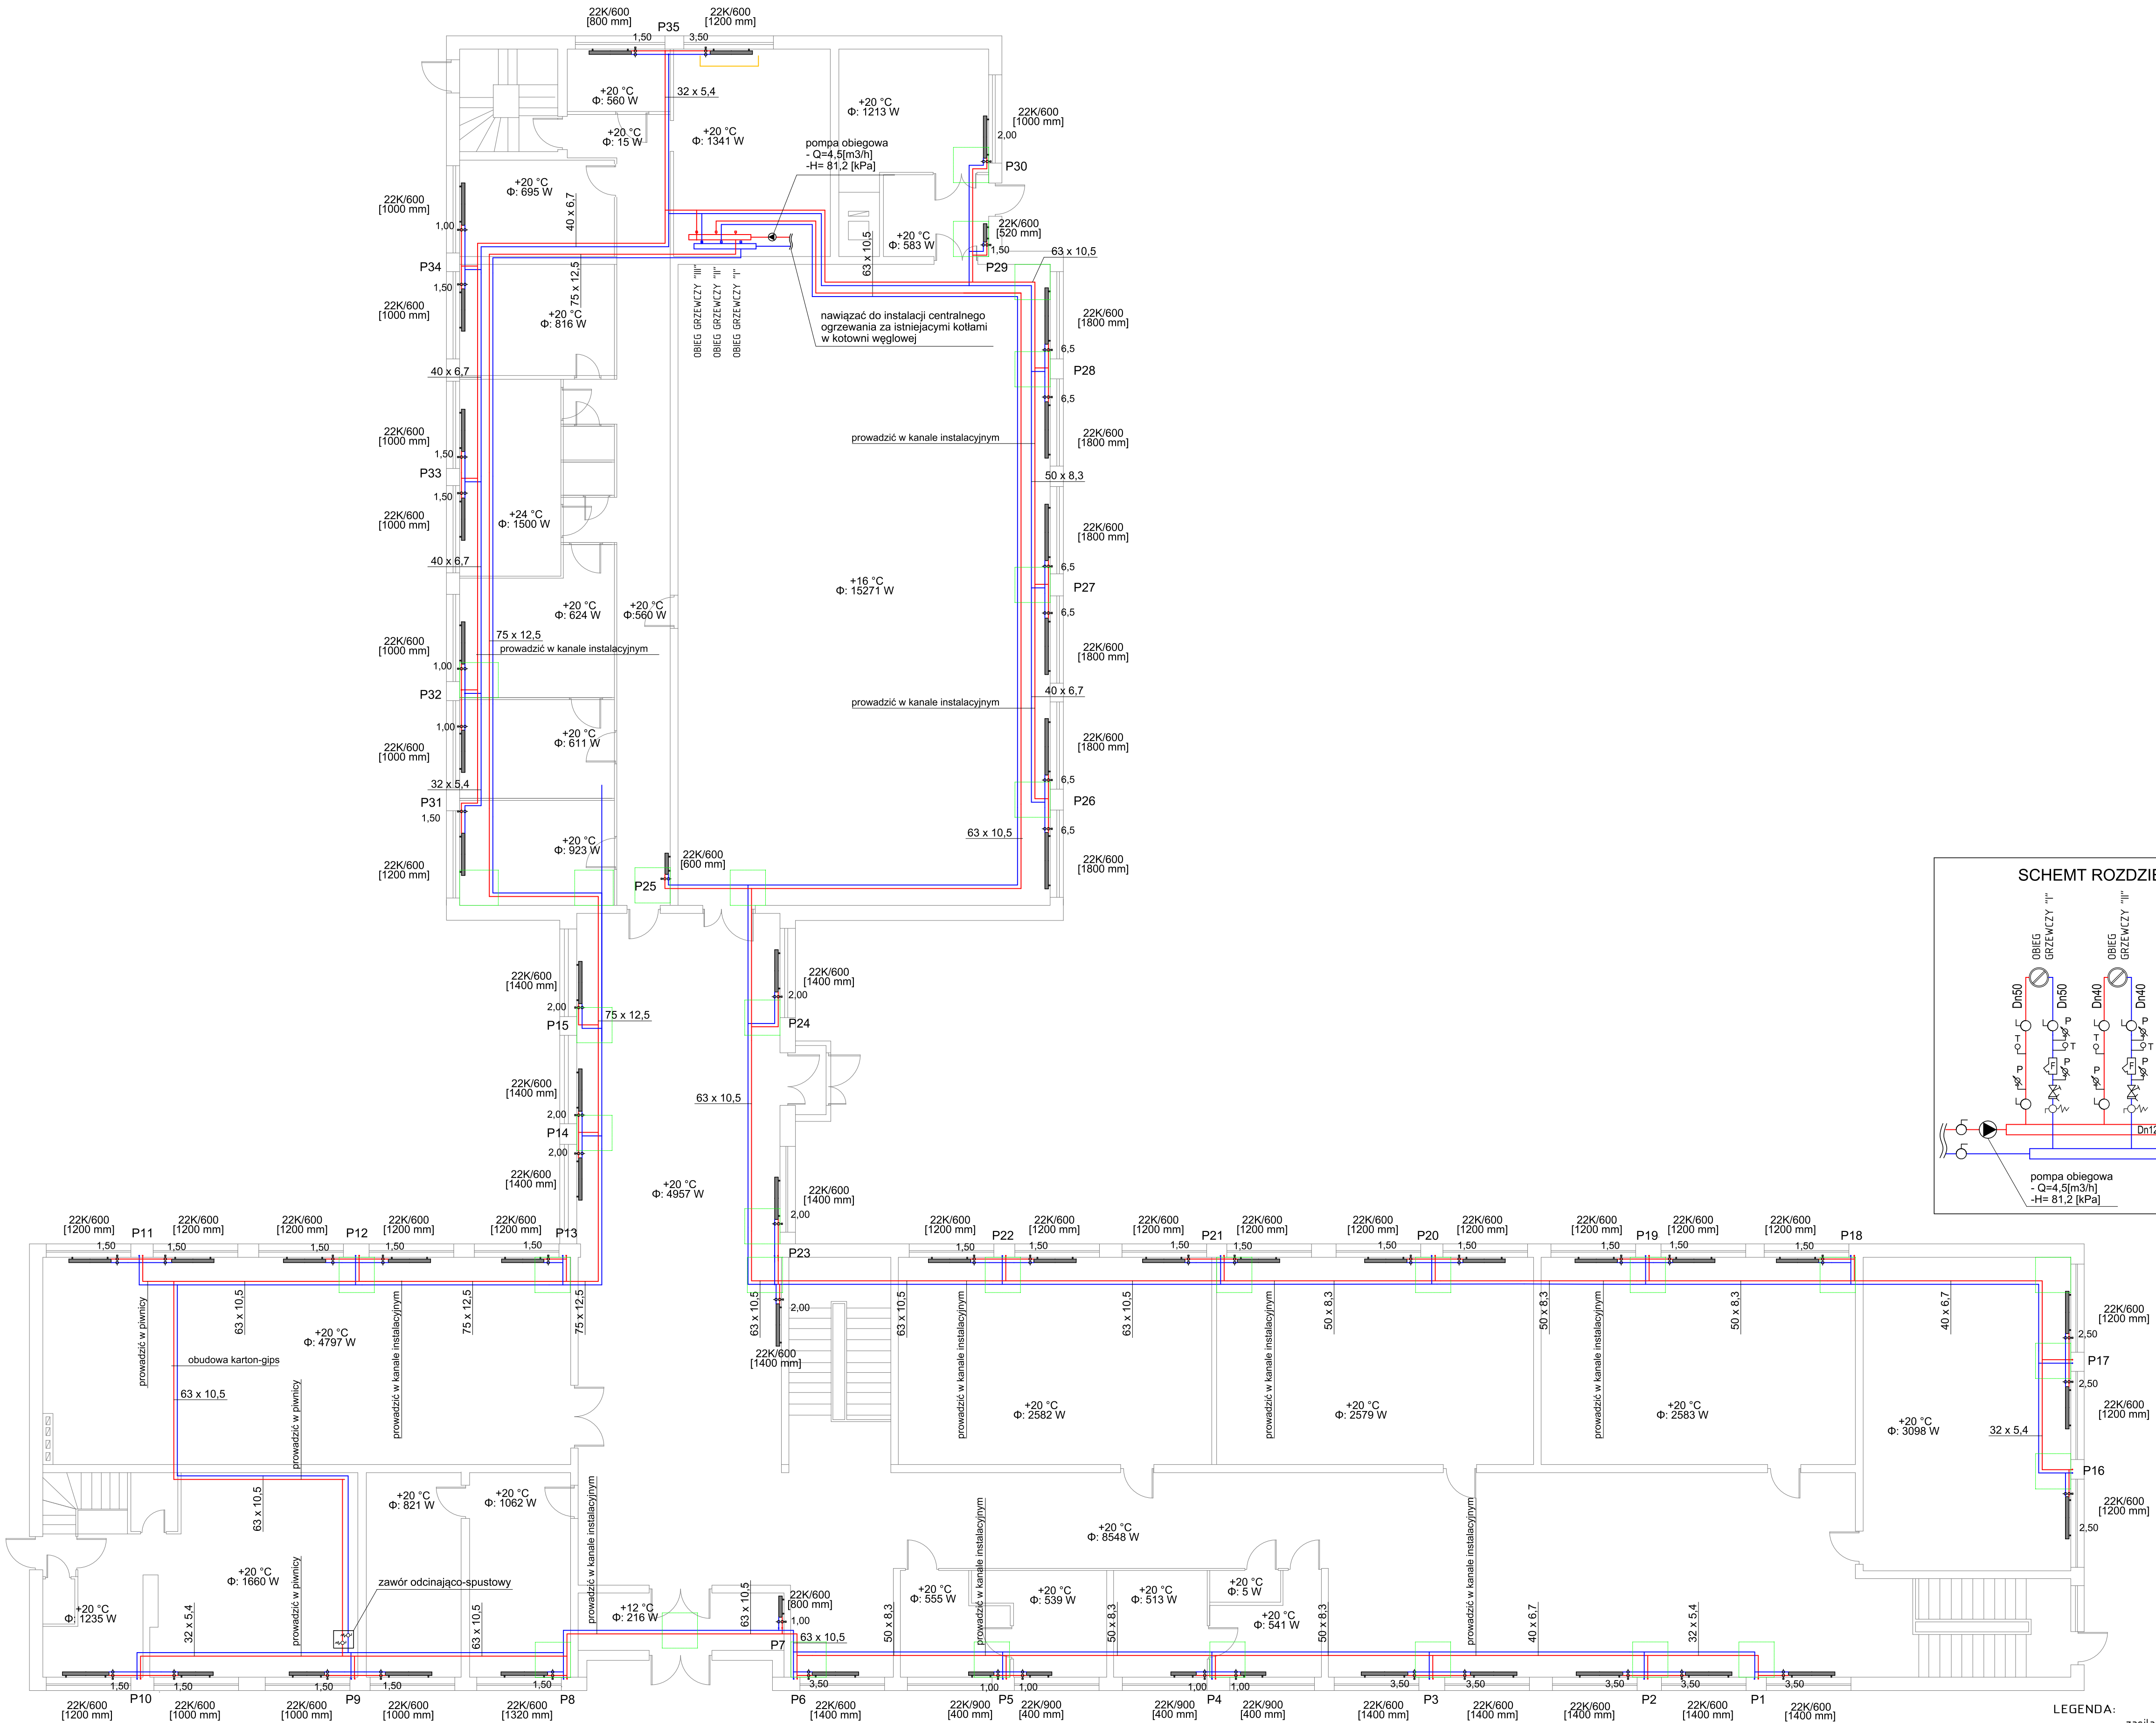 22K/600
[800 mm]
P35
22K/600
[1200 mm]
1,50
3,50
+20 °C
Φ: 560 W
32 x 5,4
+20 °C
Φ: 1213 W
22K/600
[1000 mm]
2,00
+20 °C
Φ: 15 W
+20 °C
Φ: 1341 W
pompa obiegowa
- Q=4,5[m3/h]
-H= 81,2 [kPa]
P30
+20 °C
Φ: 695 W
22K/600
[1000 mm]
40 x 6,7
1,00
22K/600
[520 mm]
+20 °C
Φ: 583 W
1,50
63 x 10,5
63 x 10,5
P34
P29
75 x 12,5
1,50
OBIEG GRZEWCZY "III"
OBIEG GRZEWCZY "II"
OBIEG GRZEWCZY "I"
22K/600
[1000 mm]
+20 °C
Φ: 816 W
nawiązać do instalacji centralnego
ogrzewania za istniejacymi kotłami
w kotowni węglowej
22K/600
[1800 mm]
6,5
40 x 6,7
P28
6,5
22K/600
[1000 mm]
prowadzić w kanale instalacyjnym
22K/600
[1800 mm]
1,50
P33
50 x 8,3
1,50
22K/600
[1000 mm]
+24 °C
Φ: 1500 W
22K/600
[1800 mm]
40 x 6,7
6,5
+16 °C
Φ: 15271 W
P27
+20 °C
Φ: 624 W
+20 °C
Φ:560 W
6,5
22K/600
[1000 mm]
75 x 12,5
prowadzić w kanale instalacyjnym
22K/600
[1800 mm]
1,00
P32
40 x 6,7
prowadzić w kanale instalacyjnym
1,00
22K/600
[1000 mm]
+20 °C
Φ: 611 W
22K/600
[1800 mm]
32 x 5,4
6,5
P31
P26
1,50
6,5
63 x 10,5
+20 °C
Φ: 923 W
22K/600
[1200 mm]
22K/600
[600 mm]
P25
22K/600
[1800 mm]
SCHEMT ROZDZIE
OBIEG
GRZEWCZY "I"
OBIEG
GRZEWCZY "II"
Dn50
Dn50
Dn40
Dn40
P
T
T
P
P
F
P
T
T
P
P
F
Dn12
pompa obiegowa
- Q=4,5[m3/h]
-H= 81,2 [kPa]
22K/600
[1400 mm]
22K/600
[1400 mm]
2,00
2,00
P15
75 x 12,5
P24
22K/600
[1400 mm]
63 x 10,5
2,00
P14
2,00
22K/600
[1400 mm]
+20 °C
Φ: 4957 W
22K/600
[1400 mm]
2,00
22K/600
[1200 mm]
P11
22K/600
[1200 mm]
22K/600
[1200 mm]
P12
22K/600
[1200 mm]
22K/600
[1200 mm]
P13
P23
22K/600
[1200 mm]
P22
22K/600
[1200 mm]
22K/600
[1200 mm]
P21
22K/600
[1200 mm]
22K/600
[1200 mm]
P20
22K/600
[1200 mm]
22K/600
[1200 mm]
P19
22K/600
[1200 mm]
22K/600
[1200 mm]
P18
1,50
1,50
1,50
1,50
1,50
1,50
1,50
1,50
1,50
1,50
1,50
1,50
1,50
1,50
prowadzić w piwnicy
63 x 10,5
+20 °C
Φ: 4797 W
prowadzić w kanale instalacyjnym
75 x 12,5
75 x 12,5
63 x 10,5
2,00
22K/600
[1400 mm]
63 x 10,5
prowadzić w kanale instalacyjnym
63 x 10,5
prowadzić w kanale instalacyjnym
50 x 8,3
50 x 8,3
prowadzić w kanale instalacyjnym
50 x 8,3
40 x 6,7
22K/600
[1200 mm]
2,50
P17
2,50
obudowa karton-gips
63 x 10,5
prowadzić w piwnicy
+20 °C
Φ: 2582 W
+20 °C
Φ: 2579 W
+20 °C
Φ: 2583 W
+20 °C
Φ: 3098 W
32 x 5,4
22K/600
[1200 mm]
P16
22K/600
[1200 mm]
2,50
63 x 10,5
+20 °C
Φ: 821 W
+20 °C
Φ: 1062 W
prowadzić w kanale instalacyjnym
+20 °C
Φ: 8548 W
prowadzić w kanale instalacyjnym
prowadzić w kanale instalacyjnym
+20 °C
Φ: 1660 W
prowadzić w piwnicy
zawór odcinająco-spustowy
+20 °C
Φ: 1235 W
32 x 5,4
63 x 10,5
+12 °C
Φ: 216 W
63 x 10,5
22K/600
[800 mm]
1,00
P7
63 x 10,5
50 x 8,3
+20 °C
Φ: 555 W
+20 °C
Φ: 539 W
50 x 8,3
+20 °C
Φ: 513 W
+20 °C
Φ: 5 W
+20 °C
Φ: 541 W
50 x 8,3
40 x 6,7
32 x 5,4
1,50
1,50
1,50
1,50
1,50
3,50
1,00
1,00
1,00
1,00
3,50
3,50
3,50
3,50
3,50
22K/600
[1200 mm]
P10
22K/600
[1000 mm]
22K/600
[1000 mm]
P9
22K/600
[1000 mm]
22K/600
[1320 mm]
P8
P6
22K/600
[1400 mm]
22K/900
[400 mm]
P5
22K/900
[400 mm]
22K/900
[400 mm]
P4
22K/900
[400 mm]
22K/600
[1400 mm]
P3
22K/600
[1400 mm]
22K/600
[1400 mm]
P2
22K/600
[1400 mm]
P1
22K/600
[1400 mm]
LEGENDA: